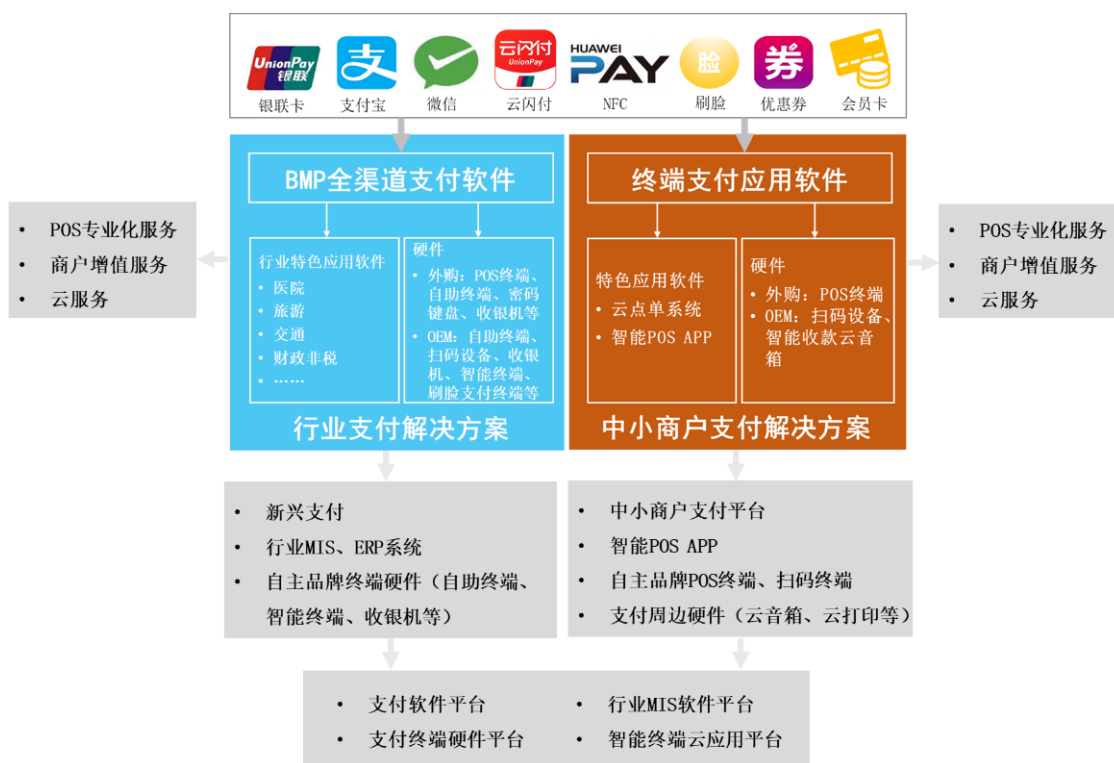 UnionPay
银联
支
云闪付
UnionPay
HUAWEI
PAY
脸
券
银联卡
支付宝
微信
云闪付
NFC
刷脸
优惠券
会员卡
BMP全渠道支付软件
行业特色应用软件
• 医院
• 旅游
• 交通
• 财政非税
• ……
硬件
• 外购：POS终端、
自助终端、密码
键盘、收银机等
• OEM：自助终端、
扫码设备、收银
机、智能终端、
刷脸支付终端等
行业支付解决方案
终端支付应用软件
特色应用软件
• 云点单系统
• 智能POS APP
硬件
• 外购：POS终端
• OEM：扫码设备、
智能收款云音
箱
中小商户支付解决方案
• POS专业化服务
• 商户增值服务
• 云服务
• POS专业化服务
• 商户增值服务
• 云服务
• 新兴支付
• 行业MIS、ERP系统
• 自主品牌终端硬件（自助终端、
智能终端、收银机等）
• 中小商户支付平台
• 智能POS APP
• 自主品牌POS终端、扫码终端
• 支付周边硬件（云音箱、云打印等）
• 支付软件平台
• 支付终端硬件平台
• 行业MIS软件平台
• 智能终端云应用平台